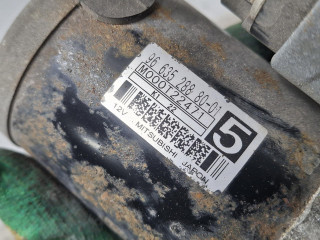 96 635 288 80-01
M000T22471
5
12V MITSUBISHI JAPAN